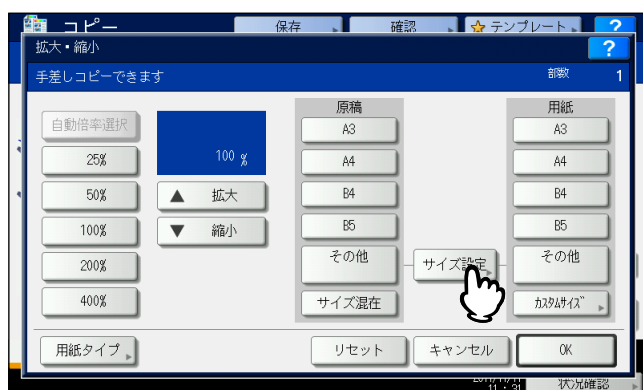 コピー 保存 確認 テンプレート ?
拡大・縮小 ?
手差しコピーできます 部数 1
原稿 用紙
自動倍率選択 A3 A3
25% 100 % A4 A4
50% ▲ 拡大 B4 B4
100% ▼ 縮小 B5 B5
200% その他 サイズ設定 その他
400% サイズ混在 カスタムサイズ
用紙タイプ リセット キャンセル OK
11:31 状況確認